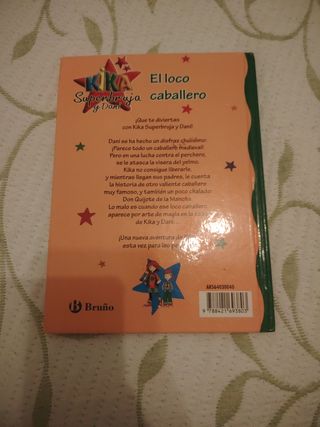 KIKA
Superbruja
y Dani
El loco
caballero
¡Que te diviertas
con Kika Superbruja y Dani!
Dani se ha hecho un disfraz chulísimo:
¡Parece todo un caballero medieval!
Pero en una lucha contra el perchero,
se le atasca la visera del yelmo.
Kika no consigue liberarle,
y mientras llegan sus padres, le cuenta
la historia de otro valiente caballero
muy famoso, y también un poco chalado:
Don Quijote de la Mancha.
Lo malo es cuando ese loco caballero
aparece por arte de magia en la casa
de Kika y Dani...
¡Una nueva aventura de
esta vez para los
Bruño
9 788421 693803